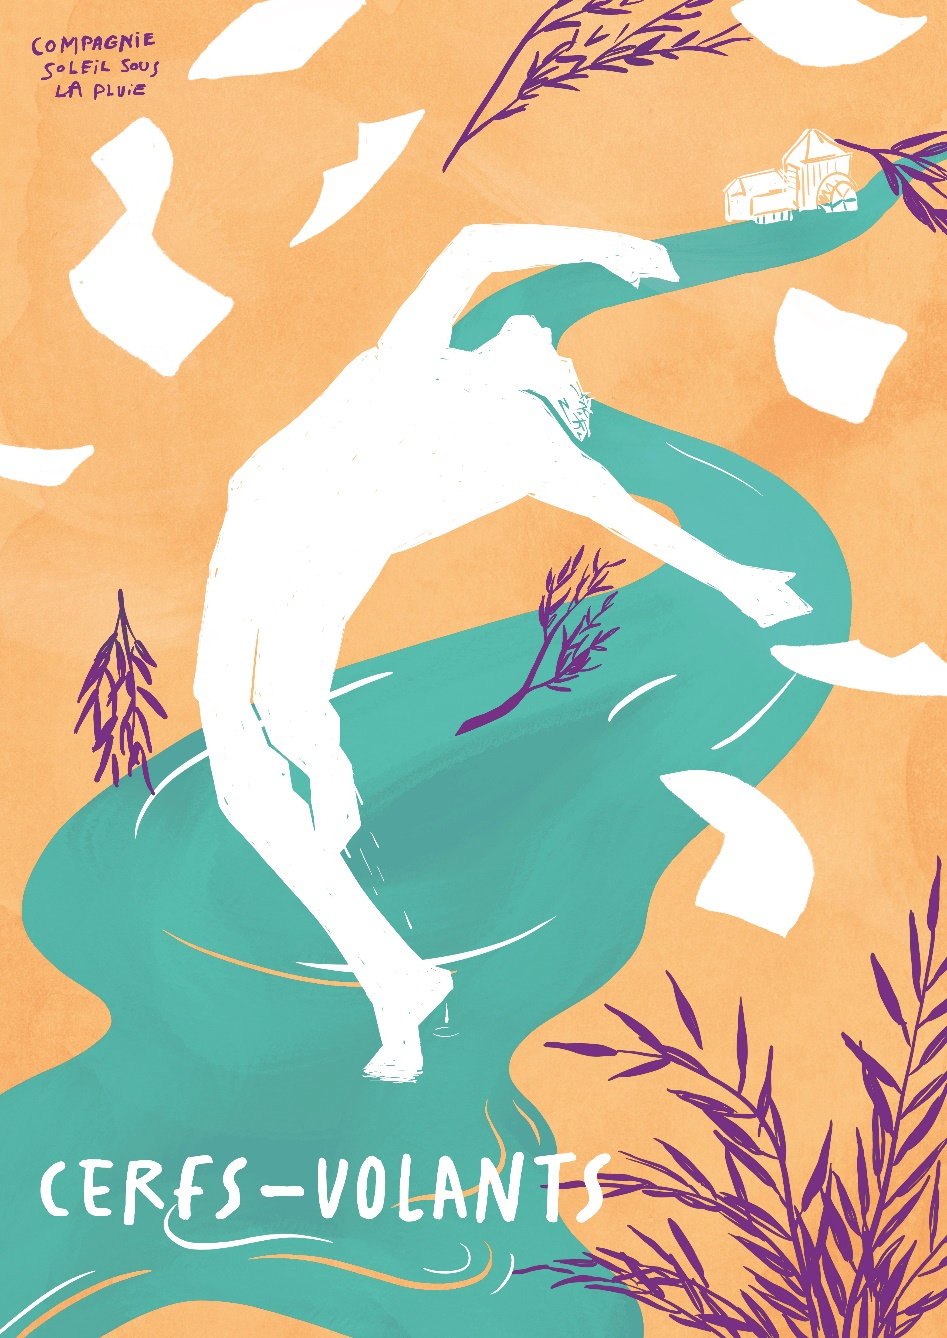 COMPAGNiE
SOLEiL SOUS
LA PLUiE
CERFS-VOLANTS